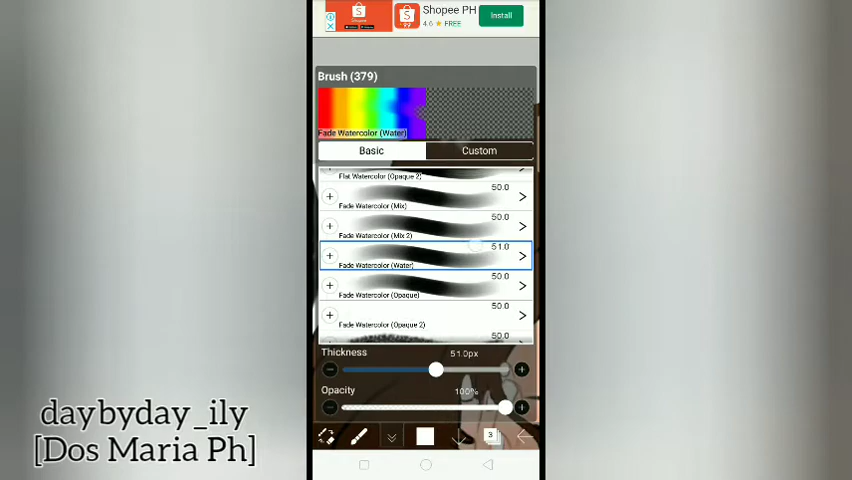 Shopee PH
4.6 ★ FREE
Install
Brush (379)
Fade Watercolor (Water)
Basic
Custom
Flat Watercolor (Opaque 2)
50.0
Fade Watercolor (Mix)
50.0
Fade Watercolor (Mix 2)
51.0
Fade Watercolor (Water)
50.0
Fade Watercolor (Opaque)
50.0
Fade Watercolor (Opaque 2)
50.0
Thickness
51.0px
Opacity
100%
3
daybyday_ily
[Dos Maria Ph]